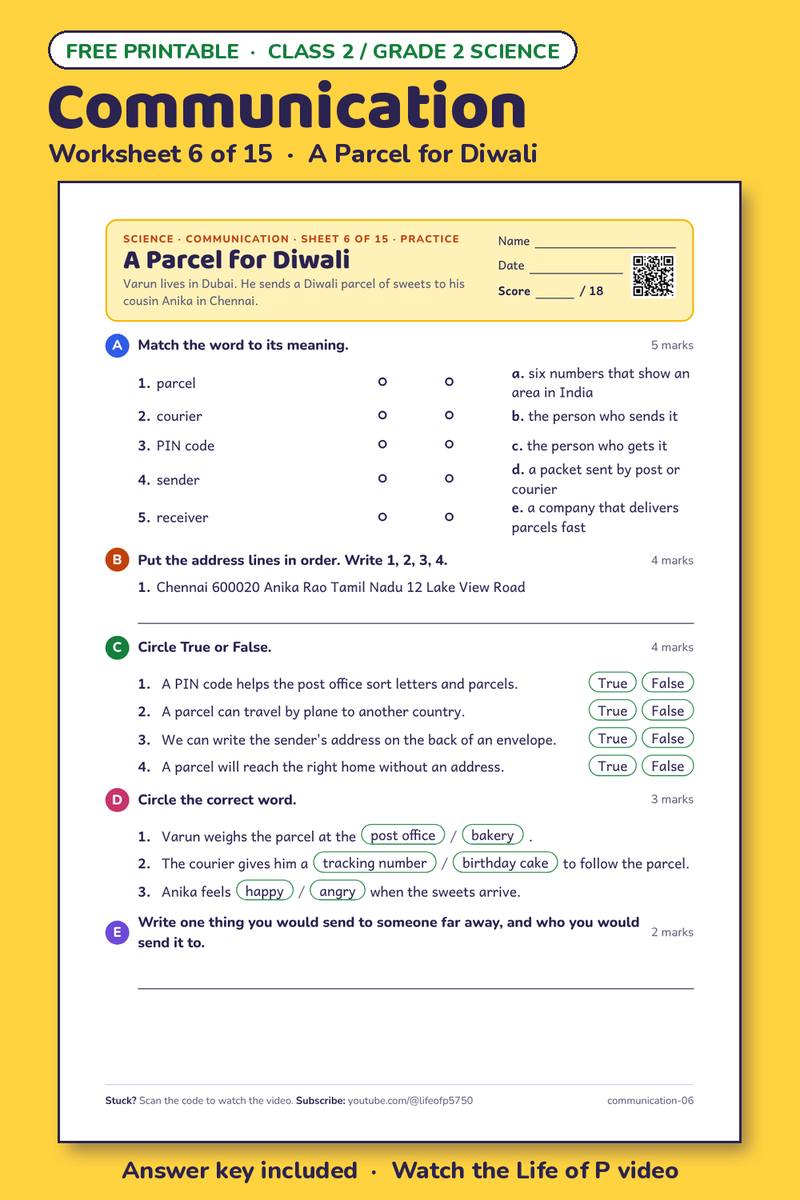 FREE PRINTABLE · CLASS 2 / GRADE 2 SCIENCE
Communication
Worksheet 6 of 15 · A Parcel for Diwali
SCIENCE · COMMUNICATION · SHEET 6 OF 15 · PRACTICE
A Parcel for Diwali
Varun lives in Dubai. He sends a Diwali parcel of sweets to his
cousin Anika in Chennai.
Name
Date
Score / 18
A Match the word to its meaning. 5 marks
1. parcel
a. six numbers that show an
area in India
2. courier
b. the person who sends it
3. PIN code
c. the person who gets it
4. sender
d. a packet sent by post or
courier
5. receiver
e. a company that delivers
parcels fast
B Put the address lines in order. Write 1, 2, 3, 4. 4 marks
1. Chennai 600020 Anika Rao Tamil Nadu 12 Lake View Road
C Circle True or False. 4 marks
1. A PIN code helps the post office sort letters and parcels. True False
2. A parcel can travel by plane to another country. True False
3. We can write the sender's address on the back of an envelope. True False
4. A parcel will reach the right home without an address. True False
D Circle the correct word. 3 marks
1. Varun weighs the parcel at the post office / bakery .
2. The courier gives him a tracking number / birthday cake to follow the parcel.
3. Anika feels happy / angry when the sweets arrive.
E Write one thing you would send to someone far away, and who you would
send it to. 2 marks
Stuck? Scan the code to watch the video. Subscribe: youtube.com/@lifeofp5750 communication-06
Answer key included · Watch the Life of P video